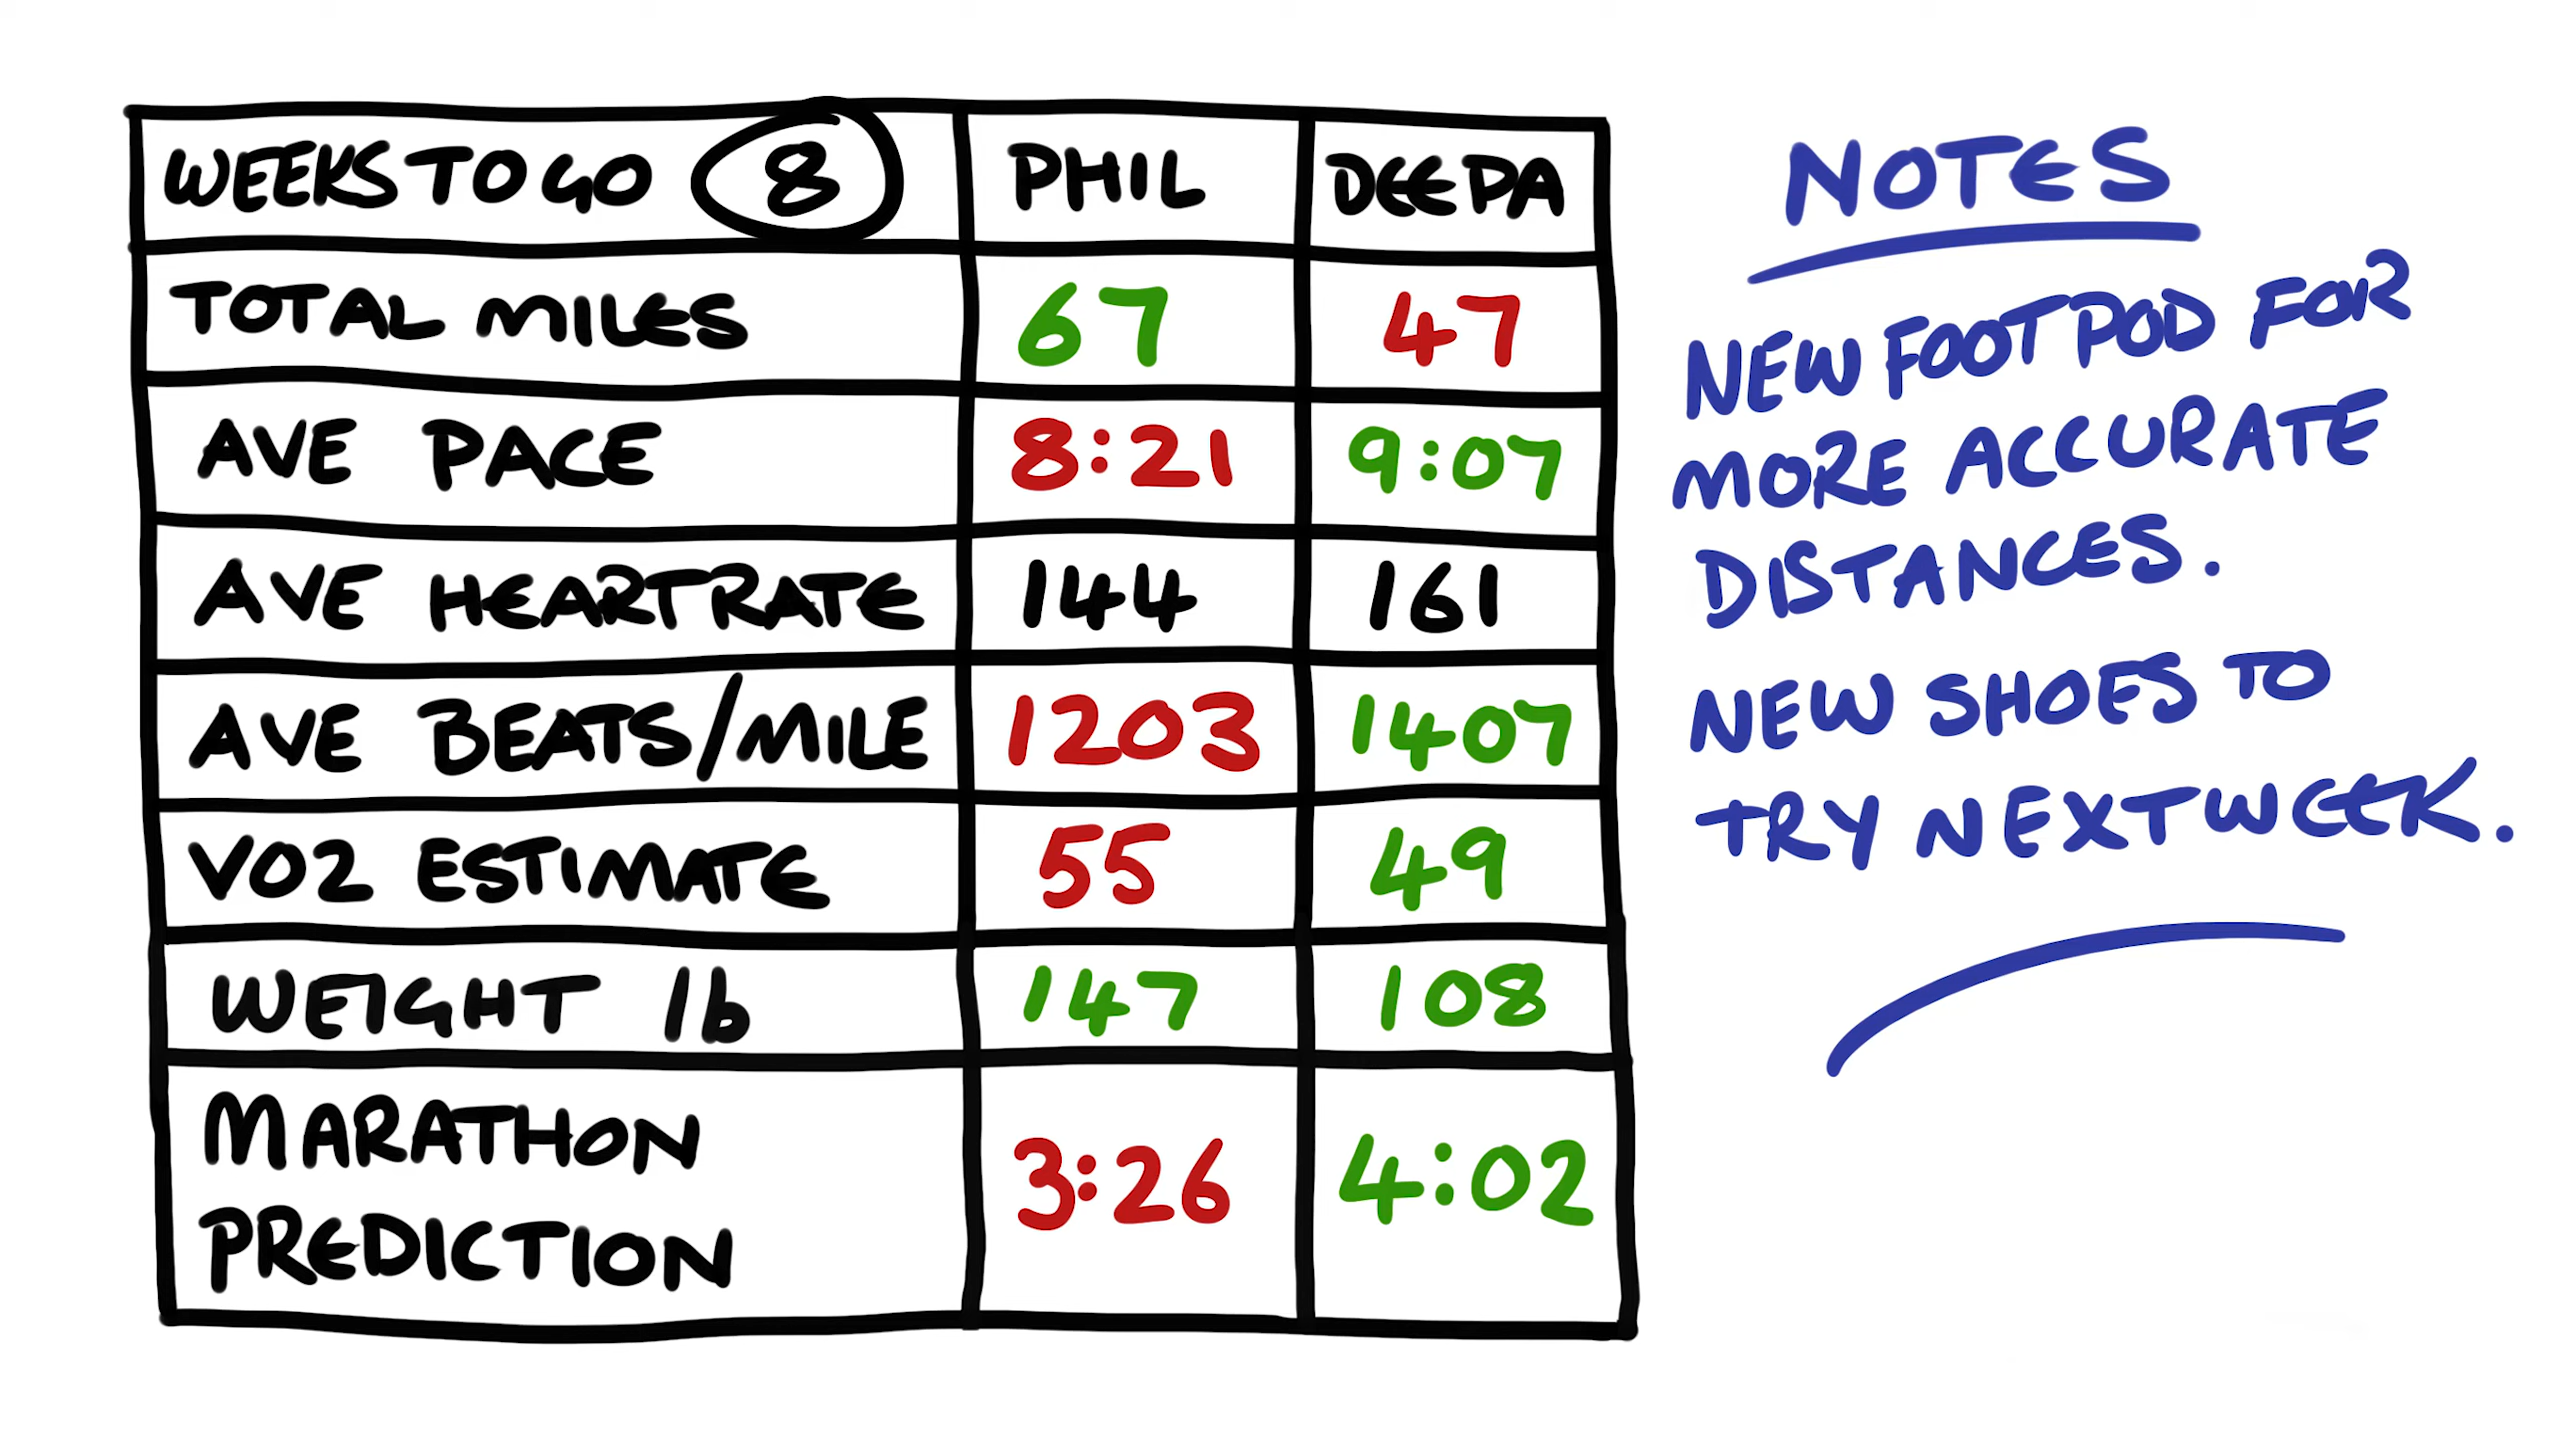 WEEKS TO GO 8 PHIL DEEPA
TOTAL MILES 67 47
AVE PACE 8:21 9:07
AVE HEARTRATE 144 161
AVE BEATS/MILE 1203 1407
VO2 ESTIMATE 55 49
WEIGHT lb 147 108
MARATHON
PREDICTION 3:26 4:02
NOTES
NEW FOOTPOD FOR
MORE ACCURATE
DISTANCES.
NEW SHOES TO
TRY NEXT WEEK.